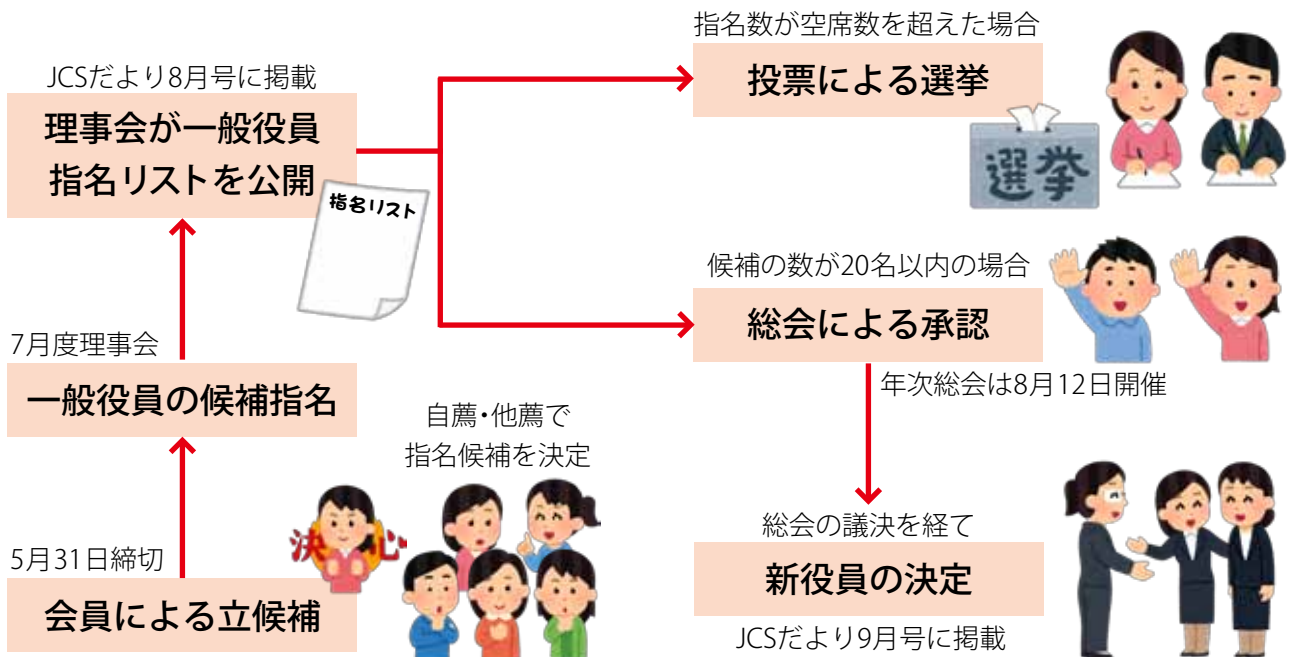 指名数が空席数を超えた場合
投票による選挙
選挙
JCSだより8月号に掲載
理事会が一般役員
指名リストを公開
指名リスト
候補の数が20名以内の場合
総会による承認
年次総会は8月12日開催
7月度理事会
一般役員の候補指名
自薦・他薦で
指名候補を決定
決心
5月31日締切
会員による立候補
総会の議決を経て
新役員の決定
JCSだより9月号に掲載